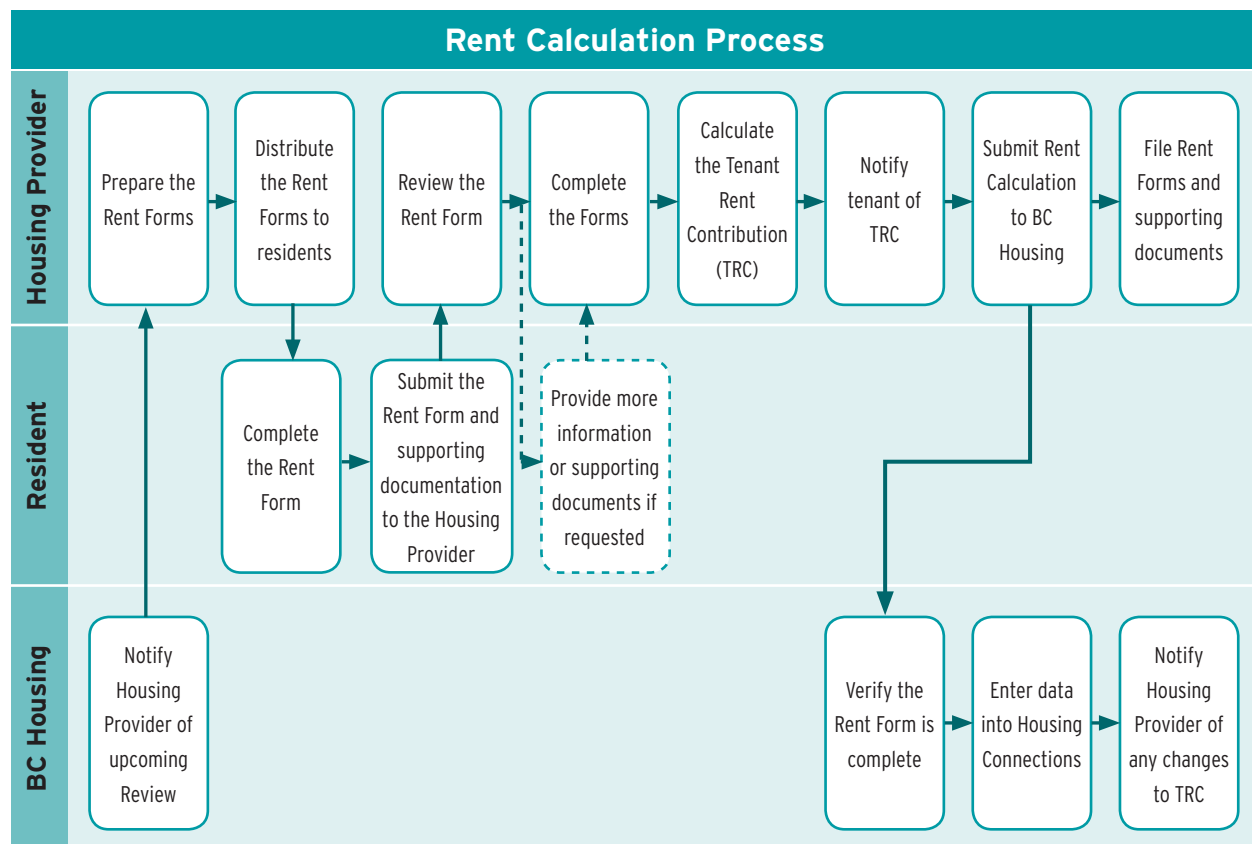 Rent Calculation Process
Housing Provider
Prepare the
Rent Forms
Distribute
the Rent
Forms to
residents
Review the
Rent Form
Complete
the Forms
Calculate
the Tenant
Rent
Contribution
(TRC)
Notify
tenant of
TRC
Submit Rent
Calculation
to BC
Housing
File Rent
Forms and
supporting
documents
Resident
Complete
the Rent
Form
Submit the
Rent Form and
supporting
documentation
to the Housing
Provider
Provide more
information
or supporting
documents if
requested
BC Housing
Notify
Housing
Provider of
upcoming
Review
Verify the
Rent Form is
complete
Enter data
into Housing
Connections
Notify
Housing
Provider of
any changes
to TRC